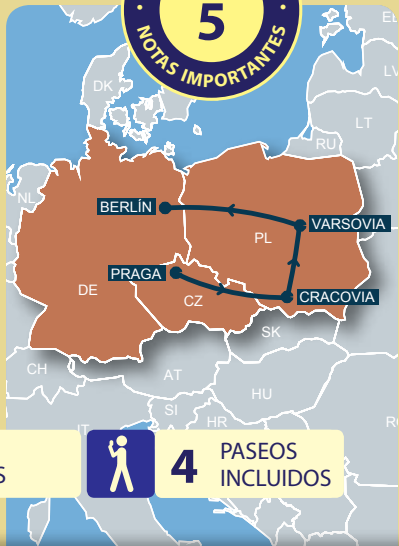 5
NOTAS IMPORTANTES
DK
LV
LT
RU
NL
BERLÍN
VARSOVIA
PL
PRAGA
DE
CZ
CRACOVIA
SK
CH
AT
HU
SI
HR
IT
4
PASEOS
INCLUIDOS